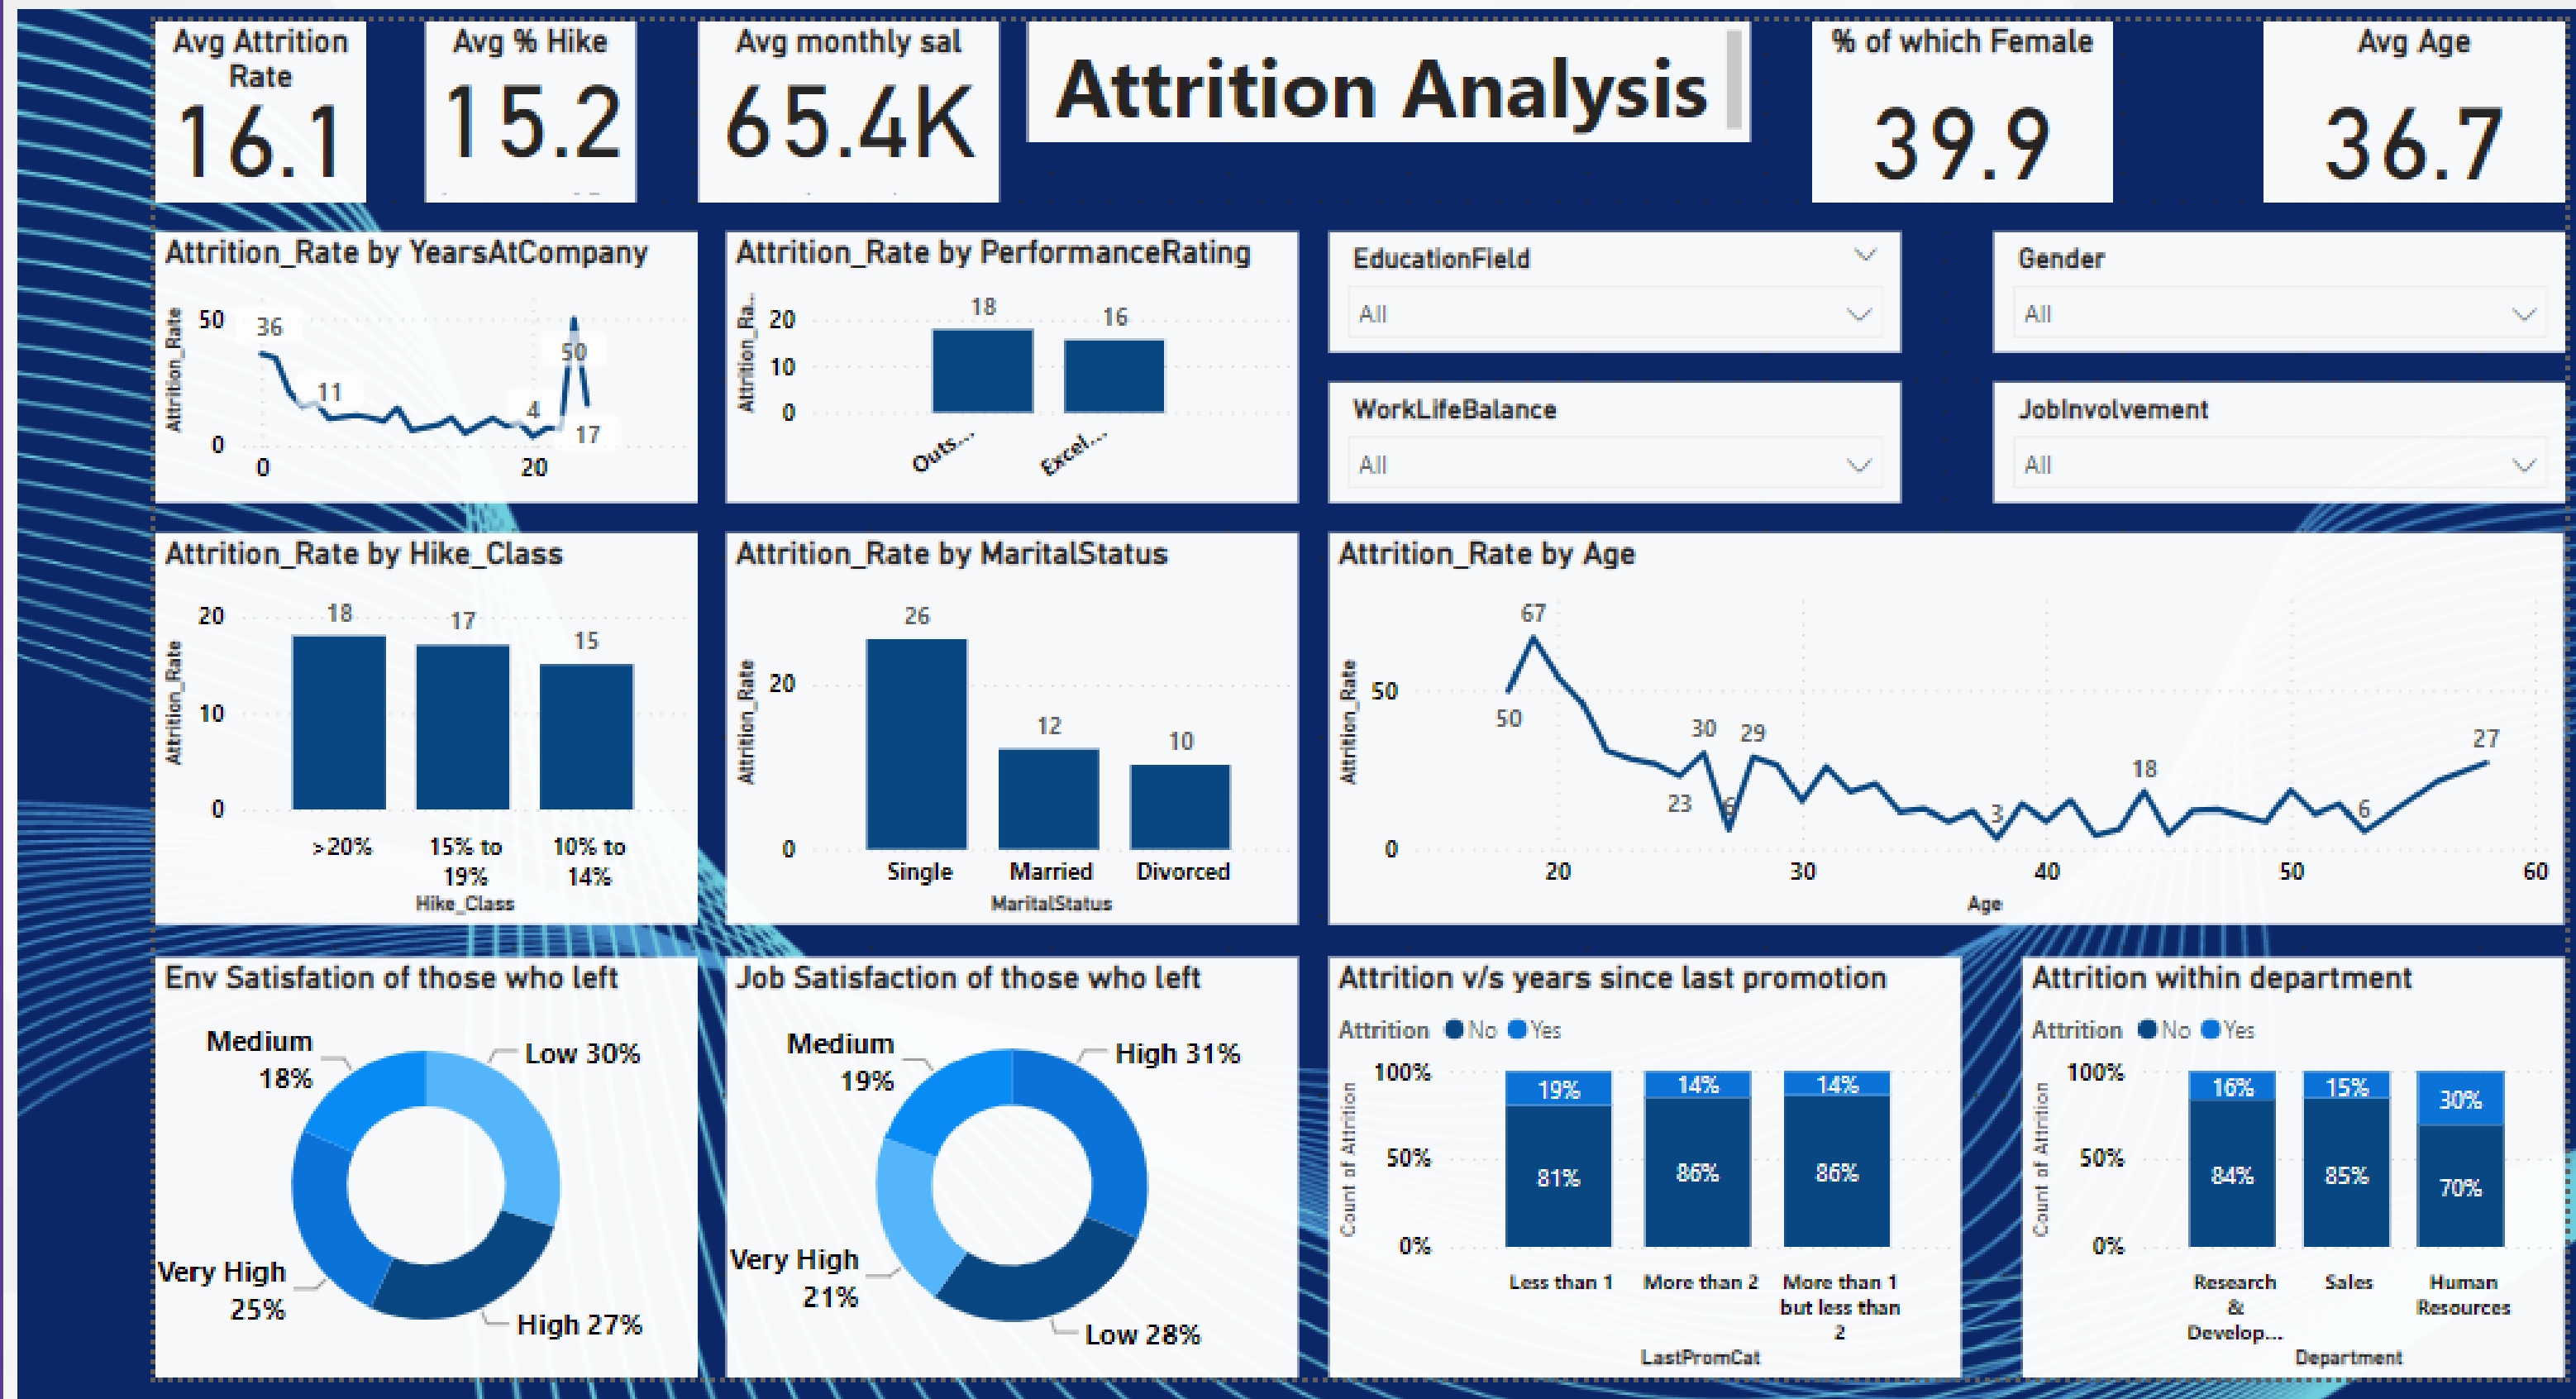 Avg Attrition
Rate
16.1
Avg % Hike
15.2
Avg monthly sal
65.4K
Attrition Analysis
% of which Female
39.9
Avg Age
36.7
Attrition_Rate by YearsAtCompany
Attrition_Rate
50
0
36
11
4
50
17
0
20
Attrition_Rate by PerformanceRating
Attrition_Ra...
20
10
0
18
16
Outs...
Excel...
EducationField
All
Gender
All
WorkLifeBalance
All
JobInvolvement
All
Attrition_Rate by Hike_Class
Attrition_Rate
20
10
0
18
17
15
>20%
15% to
19%
10% to
14%
Hike_Class
Attrition_Rate by MaritalStatus
Attrition_Rate
20
0
26
12
10
Single
Married
Divorced
MaritalStatus
Attrition_Rate by Age
Attrition_Rate
50
0
67
50
30
29
23
6
3
18
6
27
20
30
40
50
60
Age
Env Satisfation of those who left
Medium
18%
Low 30%
Very High
25%
High 27%
Job Satisfaction of those who left
Medium
19%
High 31%
Very High
21%
Low 28%
Attrition v/s years since last promotion
Attrition No Yes
Count of Attrition
100%
50%
0%
19%
14%
14%
81%
86%
86%
Less than 1
More than 2
More than 1
but less than
2
LastPromCat
Attrition within department
Attrition No Yes
Count of Attrition
100%
50%
0%
16%
15%
30%
84%
85%
70%
Research
&
Develop...
Sales
Human
Resources
Department